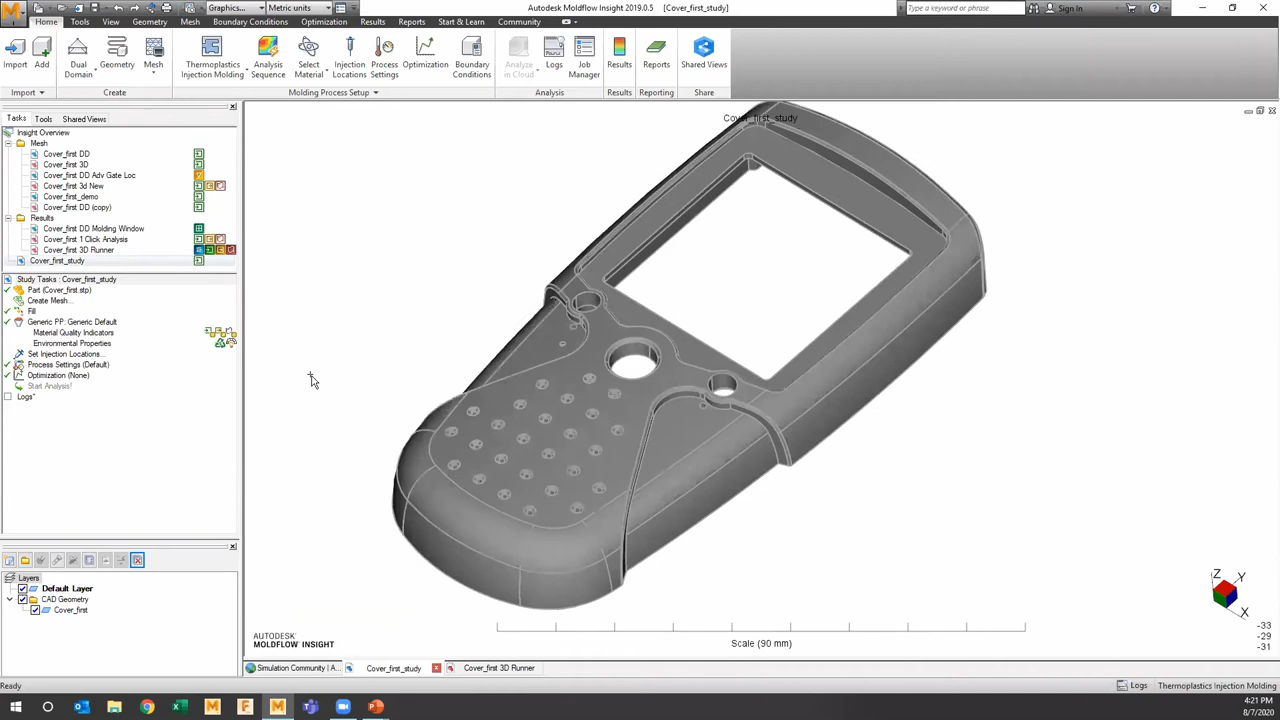 Graphics...
Metric units
Autodesk Moldflow Insight 2019.0.5 [Cover_first_study]
Type a keyword or phrase
Sign In
Home Tools View Geometry Mesh Boundary Conditions Optimization Results Reports Start & Learn Community
Import
Add
Dual Domain
Geometry
Mesh
Thermoplastics Injection Molding
Analysis Sequence
Select Material
Injection Locations
Process Settings
Optimization
Boundary Conditions
Analyze in Cloud
Logs
Job Manager
Results
Reports
Shared Views
Import
Create
Molding Process Setup
Analysis
Results
Reporting
Share
Tasks Tools Shared Views
Insight Overview
Mesh
Cover_first DD
Cover_first 3D
Cover_first DD Adv Gate Loc
Cover_first 3d New
Cover_first_demo
Cover_first DD (copy)
Results
Cover_first DD Molding Window
Cover_first 1 Click Analysis
Cover_first 3D Runner
Cover_first_study
Study Tasks : Cover_first_study
Part (Cover_first.stp)
Create Mesh...
Fill
Generic PP: Generic Default
Material Quality Indicators
Environmental Properties
Set Injection Locations...
Process Settings (Default)
Optimization (None)
Start Analysis!
Logs*
Layers
Default Layer
CAD Geometry
Cover_first
Cover_first_study
AUTODESK
MOLDFLOW INSIGHT
Scale (90 mm)
Z
Y
X
-33
-29
-31
Simulation Community | A...
Cover_first_study
Cover_first 3D Runner
Ready
Logs
Thermoplastics Injection Molding
4:21 PM
8/7/2020